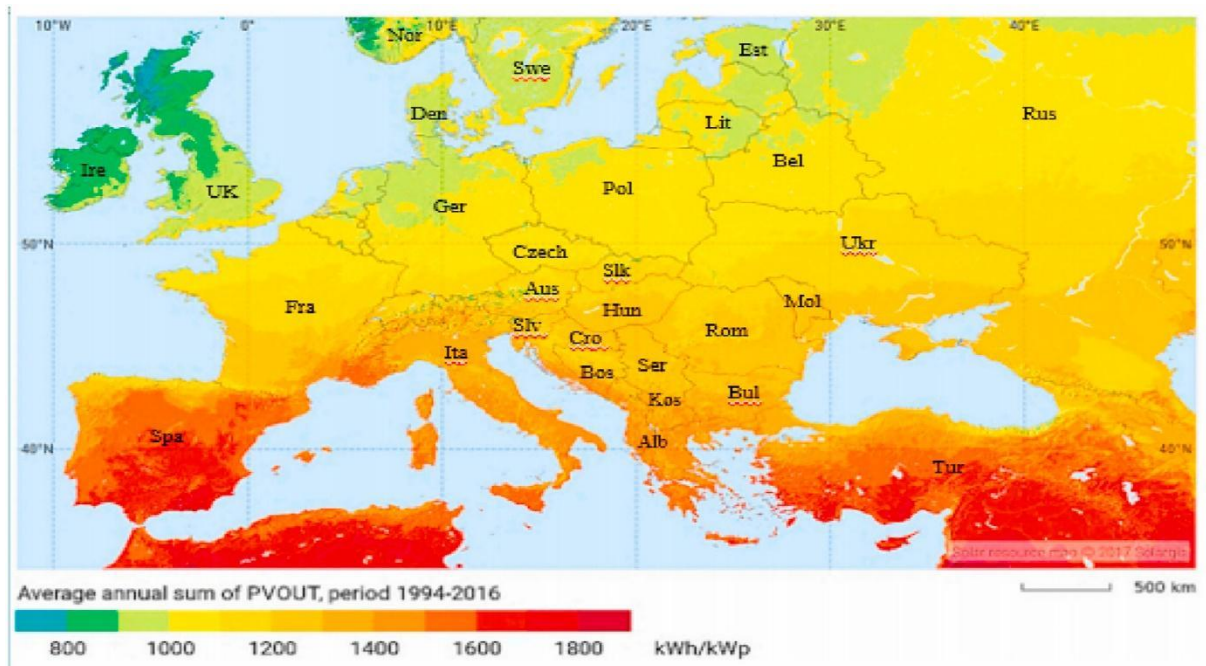 10°W 0° 10°E 20°E 30°E 40°E
Nor
Est
Swe
Den
Rus
Lit
Bel
Ire
Pol
UK
Ger
50°N Ukr 50°N
Czech
Slk
Aus
Fra
Hun
Mol
Slv
Rom
Cro
Ita
Ser
Bos
Bul
Kos
Spa
Alb
40°N 40°N
Tur
Solar resource map © 2017 Solargis
Average annual sum of PVOUT, period 1994-2016
500 km
800 1000 1200 1400 1600 1800 kWh/kWp